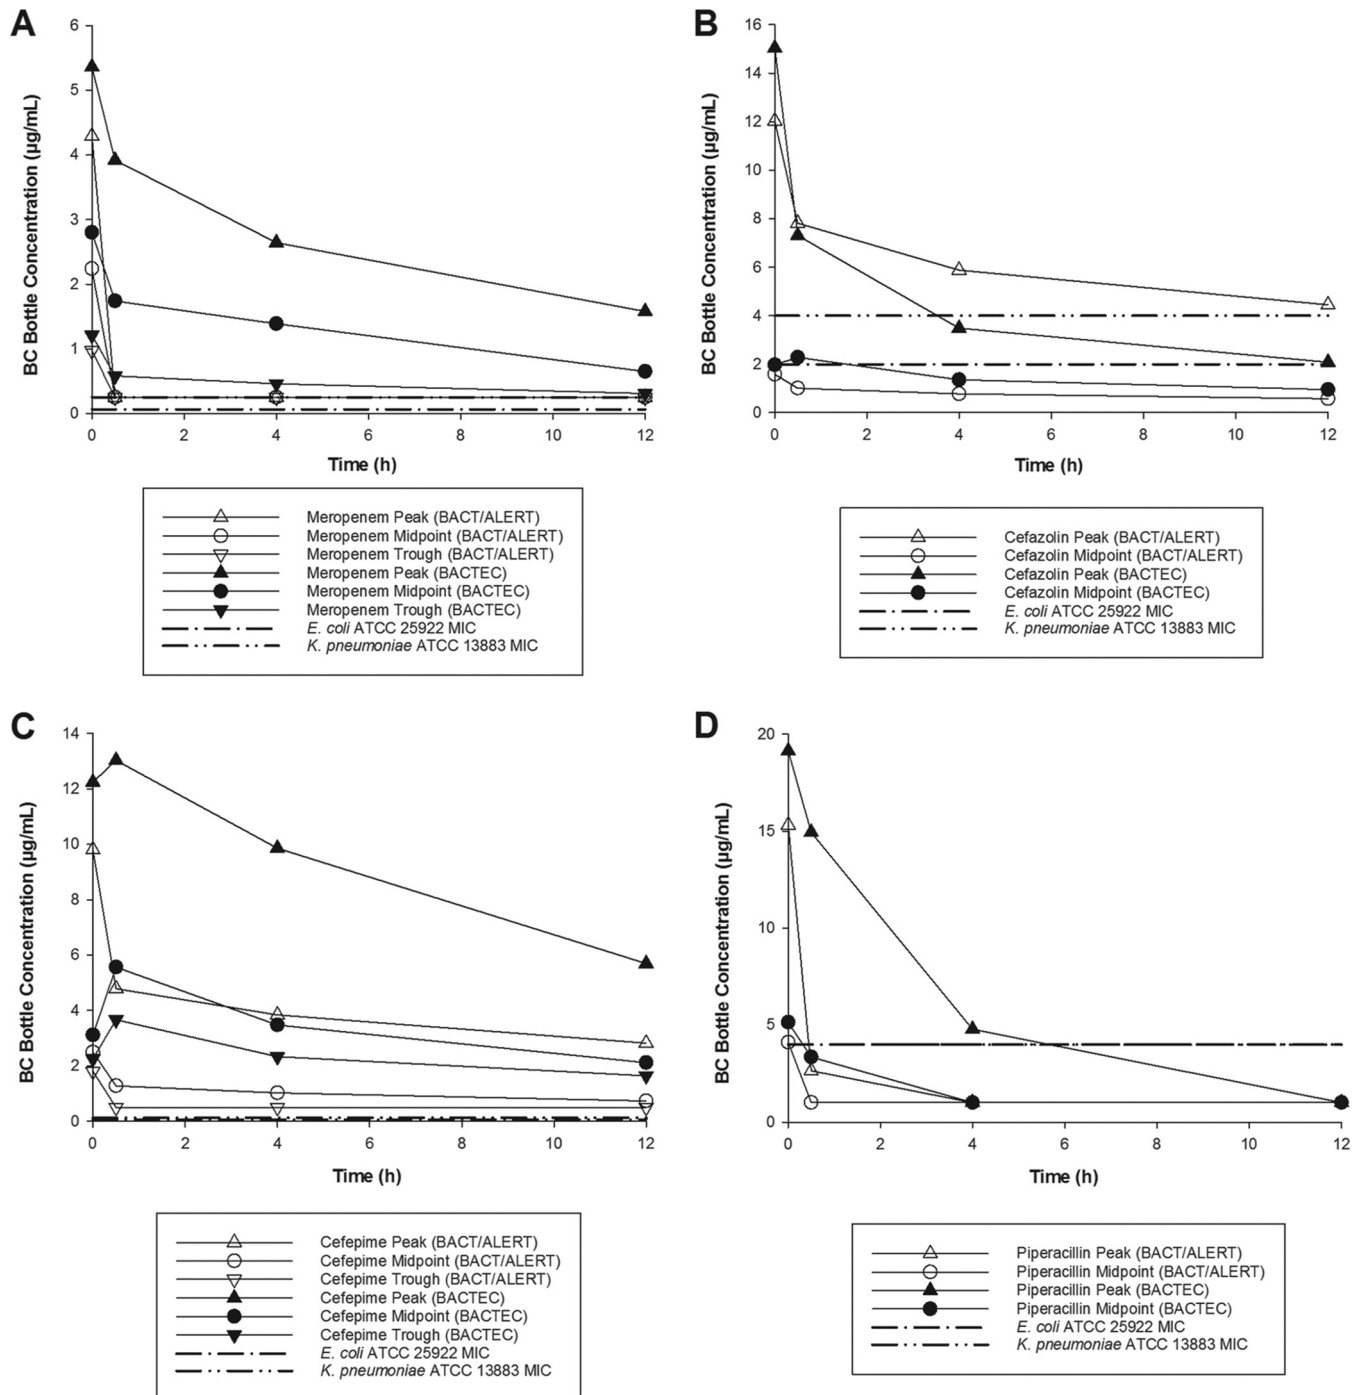 A
6
5
4
3
2
1
0
BC Bottle Concentration (µg/mL)
0 2 4 6 8 10 12
Time (h)
Meropenem Peak (BACT/ALERT)
Meropenem Midpoint (BACT/ALERT)
Meropenem Trough (BACT/ALERT)
Meropenem Peak (BACTEC)
Meropenem Midpoint (BACTEC)
Meropenem Trough (BACTEC)
E. coli ATCC 25922 MIC
K. pneumoniae ATCC 13883 MIC
B
16
14
12
10
8
6
4
2
0
BC Bottle Concentration (µg/mL)
0 2 4 6 8 10 12
Time (h)
Cefazolin Peak (BACT/ALERT)
Cefazolin Midpoint (BACT/ALERT)
Cefazolin Peak (BACTEC)
Cefazolin Midpoint (BACTEC)
E. coli ATCC 25922 MIC
K. pneumoniae ATCC 13883 MIC
C
14
12
10
8
6
4
2
0
BC Bottle Concentration (µg/mL)
0 2 4 6 8 10 12
Time (h)
Cefepime Peak (BACT/ALERT)
Cefepime Midpoint (BACT/ALERT)
Cefepime Trough (BACT/ALERT)
Cefepime Peak (BACTEC)
Cefepime Midpoint (BACTEC)
Cefepime Trough (BACTEC)
E. coli ATCC 25922 MIC
K. pneumoniae ATCC 13883 MIC
D
20
15
10
5
0
BC Bottle Concentration (µg/mL)
0 2 4 6 8 10 12
Time (h)
Piperacillin Peak (BACT/ALERT)
Piperacillin Midpoint (BACT/ALERT)
Piperacillin Peak (BACTEC)
Piperacillin Midpoint (BACTEC)
E. coli ATCC 25922 MIC
K. pneumoniae ATCC 13883 MIC